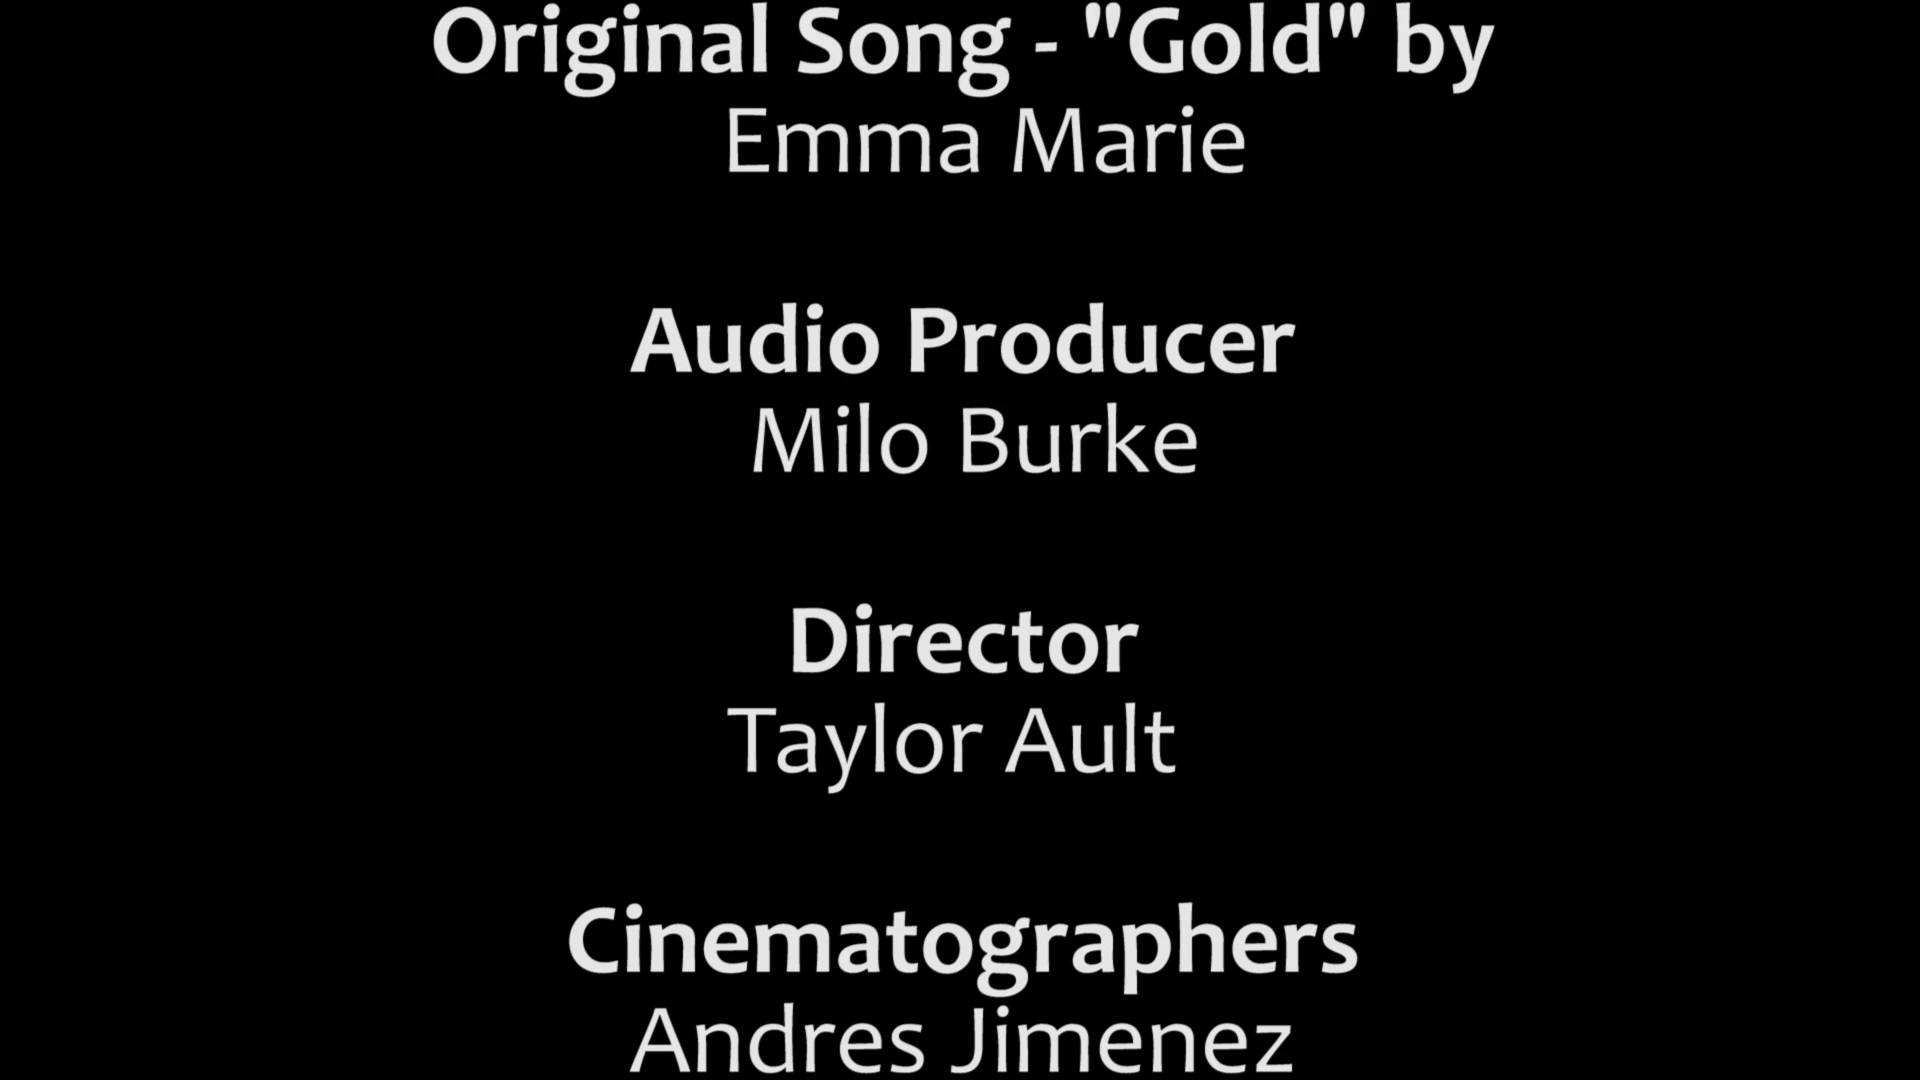 Original Song - "Gold" by
Emma Marie
Audio Producer
Milo Burke
Director
Taylor Ault
Cinematographers
Andres Jimenez